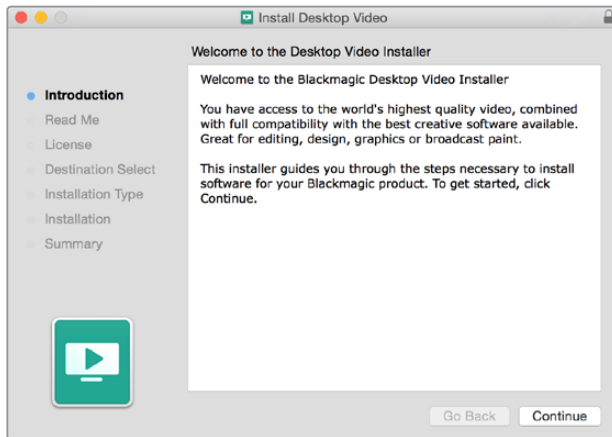 Install Desktop Video
Welcome to the Desktop Video Installer
Introduction
Read Me
License
Destination Select
Installation Type
Installation
Summary
Welcome to the Blackmagic Desktop Video Installer
You have access to the world's highest quality video, combined
with full compatibility with the best creative software available.
Great for editing, design, graphics or broadcast paint.
This installer guides you through the steps necessary to install
software for your Blackmagic product. To get started, click
Continue.
Go Back
Continue